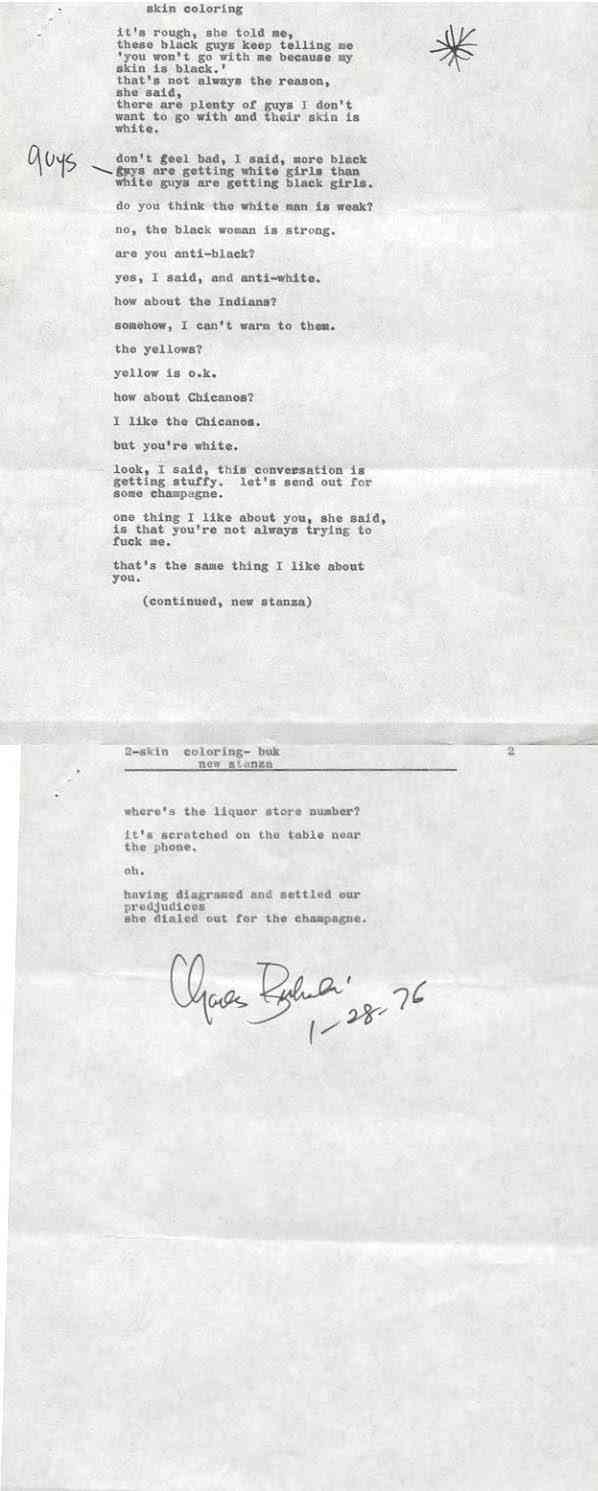 skin coloring
it's rough, she told me,
these black guys keep telling me
'you won't go with me because my
skin is black.'
that's not always the reason,
she said,
there are plenty of guys I don't
want to go with and their skin is
white.
guys
don't feel bad, I said, more black
guys are getting white girls than
white guys are getting black girls.
do you think the white man is weak?
no, the black woman is strong.
are you anti-black?
yes, I said, and anti-white.
how about the Indians?
somehow, I can't warm to them.
the yellows?
yellow is o.k.
how about Chicanos?
I like the Chicanos.
but you're white.
look, I said, this conversation is
getting stuffy.  let's send out for
some champagne.
one thing I like about you, she said,
is that you're not always trying to
fuck me.
that's the same thing I like about
you.
(continued, new stanza)
2-skin  coloring- buk 2
new stanza
where's the liquor store number?
it's scratched on the table near
the phone.
oh.
having diagramed and settled our
predjudices
she dialed out for the champagne.
Charles Bukowski
1-28-76